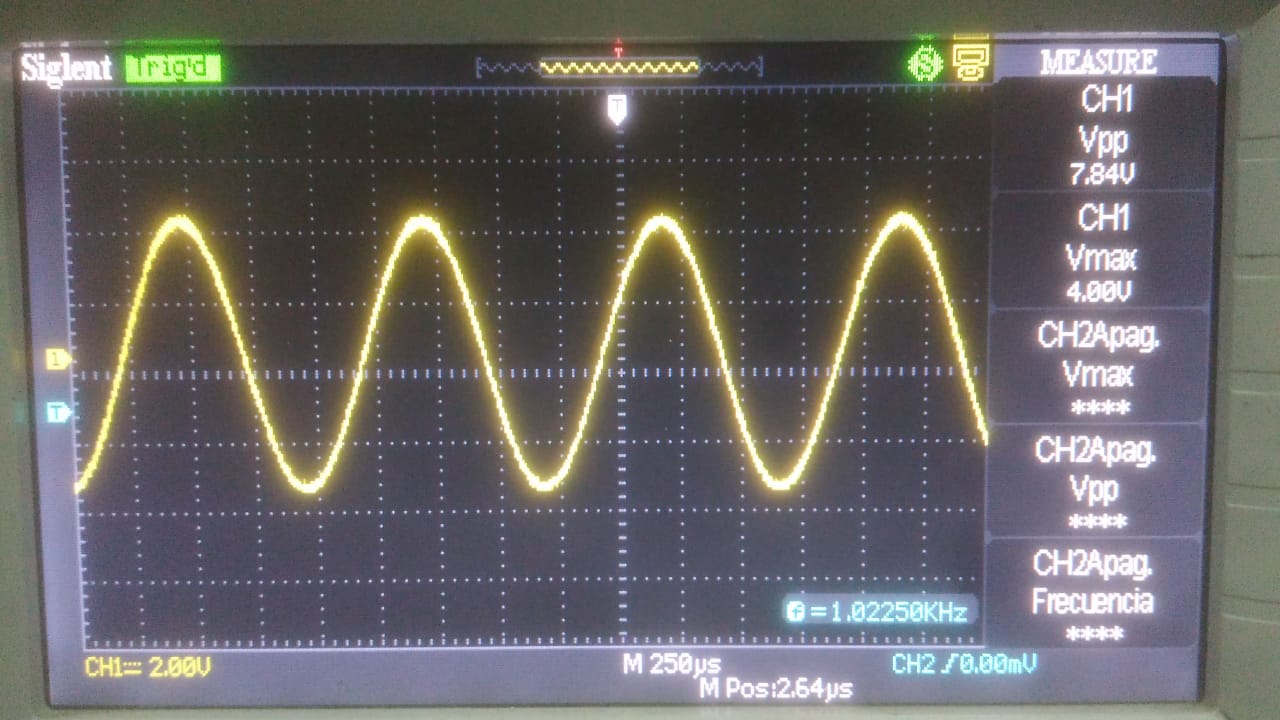 Siglent Trig'd MEASURE
T
CH1
Vpp
7.84V
CH1
Vmax
4.00V
CH2Apag.
Vmax
****
CH2Apag.
Vpp
****
CH2Apag.
Frecuencia
****
1
T
f=1.02250KHz
CH1 2.00V M 250µs CH2 0.00mV
M Pos:2.64µs